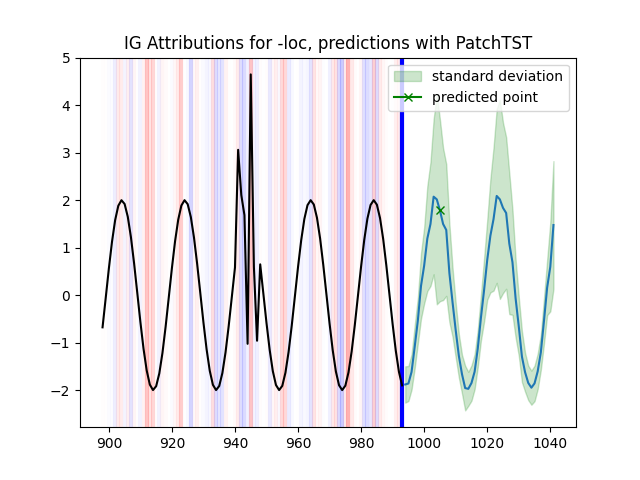 IG Attributions for -loc, predictions with PatchTST
standard deviation
predicted point
5
4
3
2
1
0
−1
−2
900 920 940 960 980 1000 1020 1040